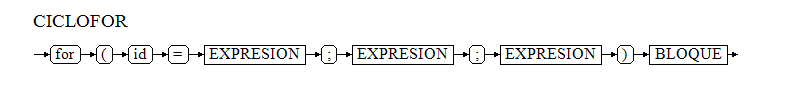 CICLOFOR
for ( id = EXPRESION ; EXPRESION ; EXPRESION ) BLOQUE